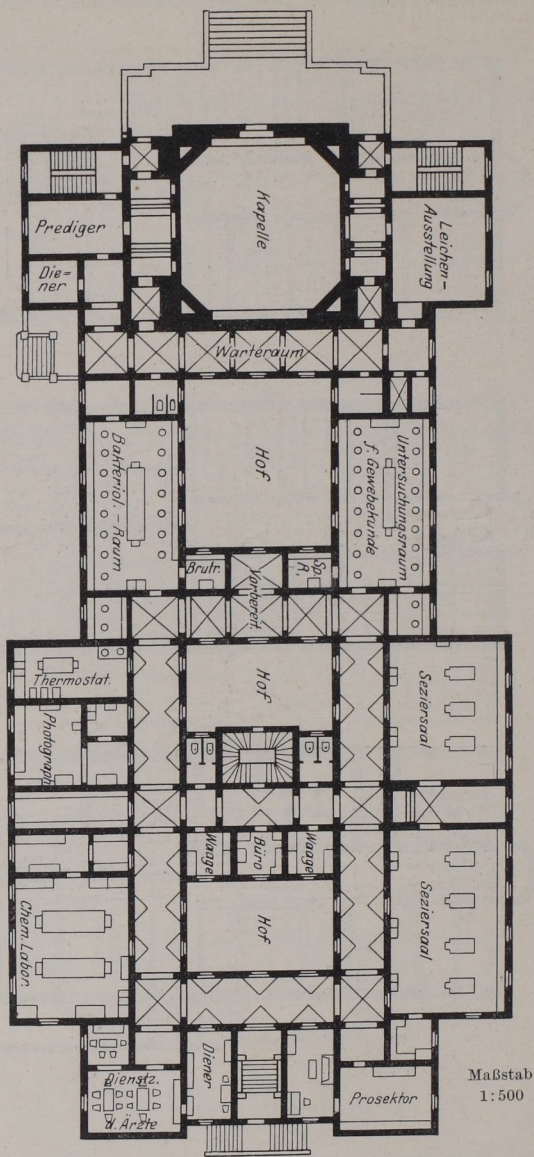 Kapelle
Leichen-
Ausstellung
Prediger
Die=
ner
Warteraum
Hof
Bakteriol.-Raum
Untersuchungsraum
f. Gewebekunde
Brutr.
Vorbereit.
Sp.
R.
Thermostat.
Hof
Seziersaal
Photograph
Waage
Büro
Waage
Chem. Labor.
Hof
Seziersaal
Dienstz.
d. Ärzte
Diener
Prosektor
Maßstab
1:500